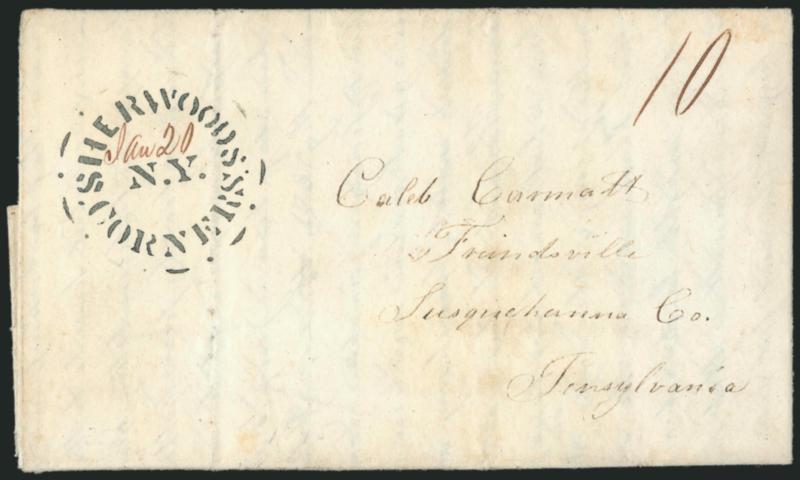 SHERWOODS.
Jan 20
N.Y.
CORNERS
10
Caleb Carmalt
Friendsville
Susquehanna Co.
Pensylvania